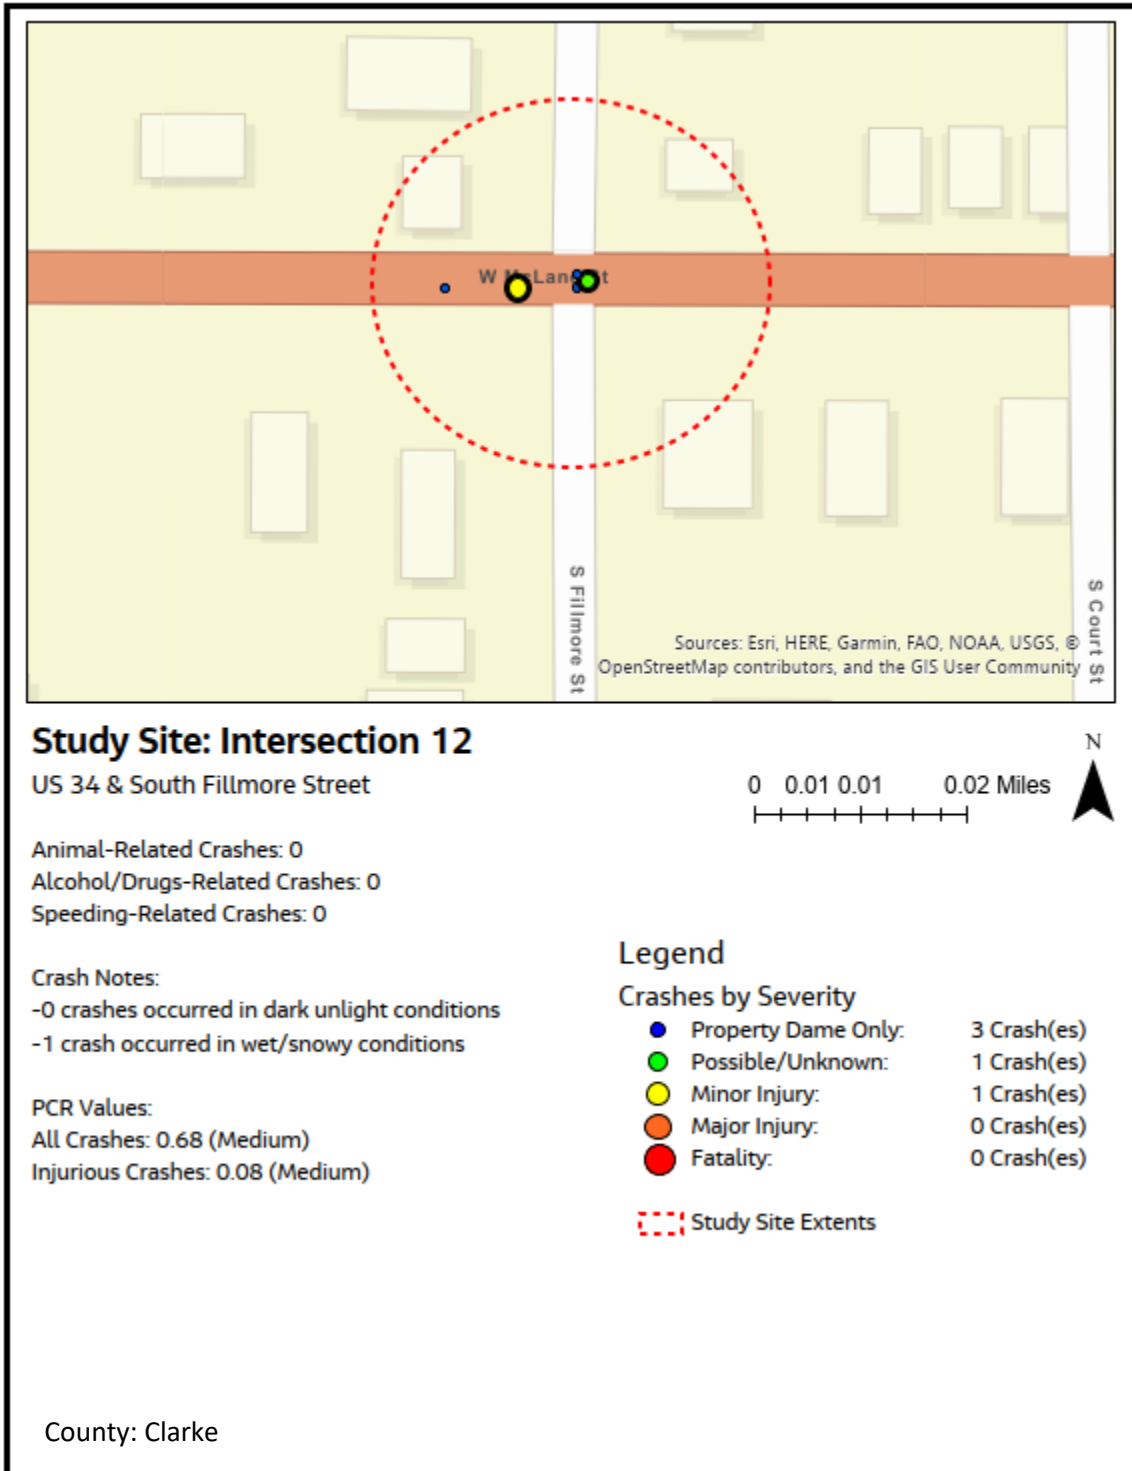 W McLane St
S Fillmore St
S Court St
Sources: Esri, HERE, Garmin, FAO, NOAA, USGS, ©
OpenStreetMap contributors, and the GIS User Community
Study Site: Intersection 12
US 34 & South Fillmore Street
0 0.01 0.01 0.02 Miles
N
Animal-Related Crashes: 0
Alcohol/Drugs-Related Crashes: 0
Speeding-Related Crashes: 0
Crash Notes:
-0 crashes occurred in dark unlight conditions
-1 crash occurred in wet/snowy conditions
PCR Values:
All Crashes: 0.68 (Medium)
Injurious Crashes: 0.08 (Medium)
Legend
Crashes by Severity
Property Dame Only: 3 Crash(es)
Possible/Unknown: 1 Crash(es)
Minor Injury: 1 Crash(es)
Major Injury: 0 Crash(es)
Fatality: 0 Crash(es)
Study Site Extents
County: Clarke